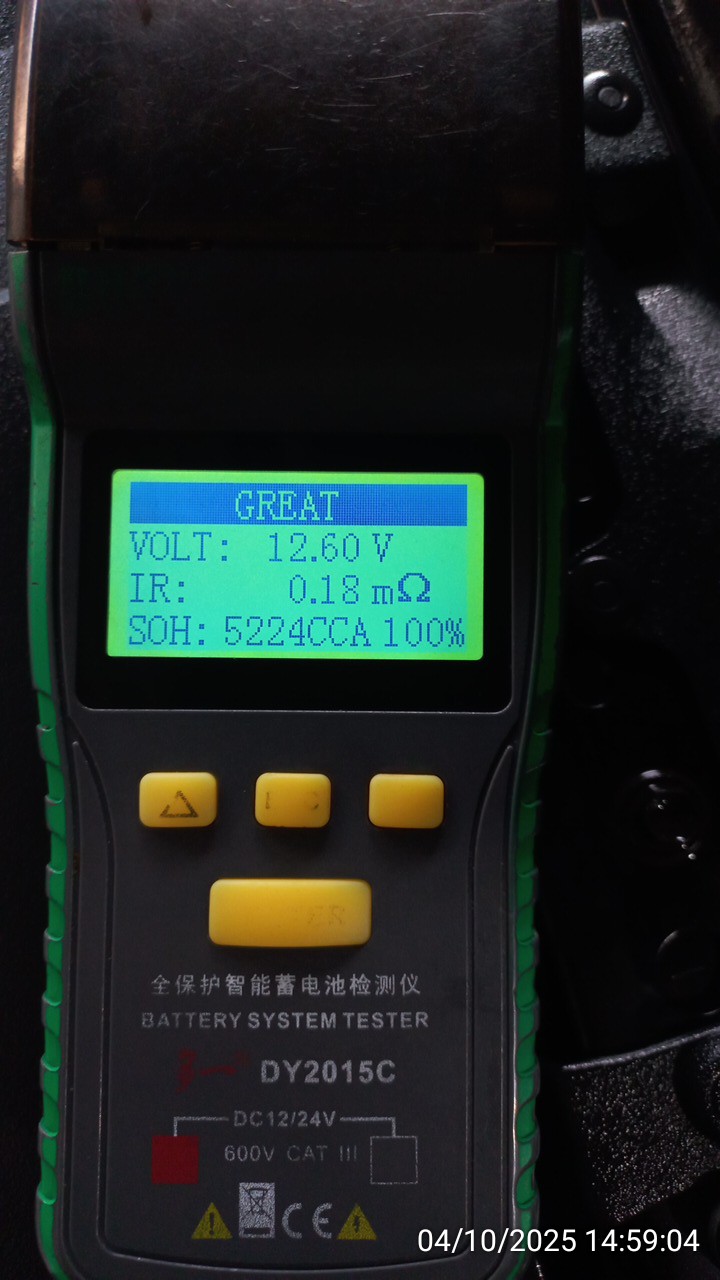 GREAT
VOLT: 12.60 V
IR: 0.18 mΩ
SOH: 5224CCA 100%
ER
全保护智能蓄电池检测仪
BATTERY SYSTEM TESTER
DY2015C
DC12/24V
600V CAT III
CE
04/10/2025 14:59:04